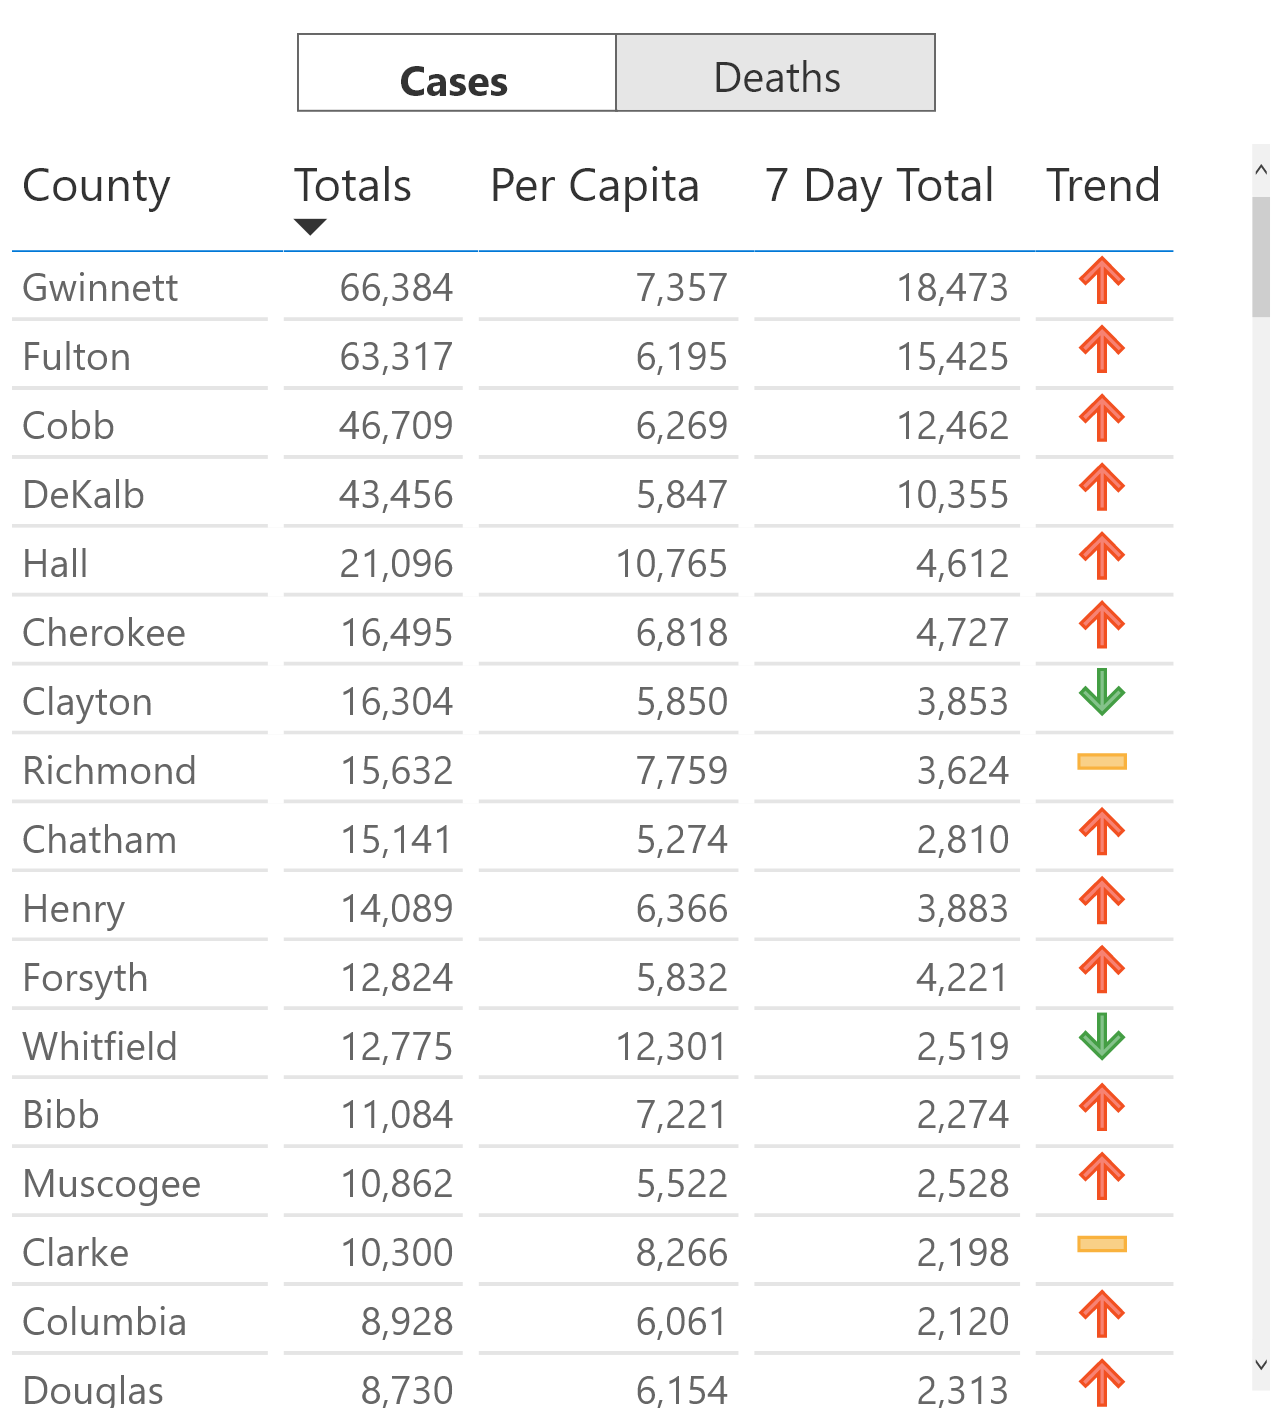 Cases Deaths
County Totals Per Capita 7 Day Total Trend
Gwinnett 66,384 7,357 18,473
Fulton 63,317 6,195 15,425
Cobb 46,709 6,269 12,462
DeKalb 43,456 5,847 10,355
Hall 21,096 10,765 4,612
Cherokee 16,495 6,818 4,727
Clayton 16,304 5,850 3,853
Richmond 15,632 7,759 3,624
Chatham 15,141 5,274 2,810
Henry 14,089 6,366 3,883
Forsyth 12,824 5,832 4,221
Whitfield 12,775 12,301 2,519
Bibb 11,084 7,221 2,274
Muscogee 10,862 5,522 2,528
Clarke 10,300 8,266 2,198
Columbia 8,928 6,061 2,120
Douglas 8,730 6,154 2,313